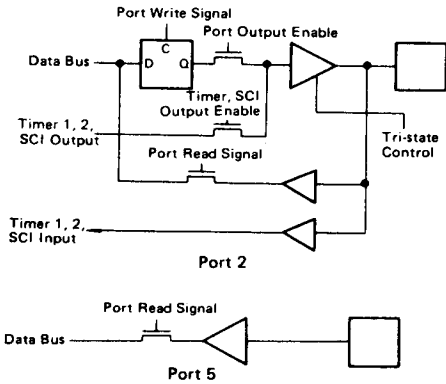 Port Write Signal
Port Output Enable
C
Data Bus
D
Q
Timer, SCI
Output Enable
Timer 1, 2,
SCI Output
Tri-state
Control
Port Read Signal
Timer 1, 2,
SCI Input
Port 2
Port Read Signal
Data Bus
Port 5